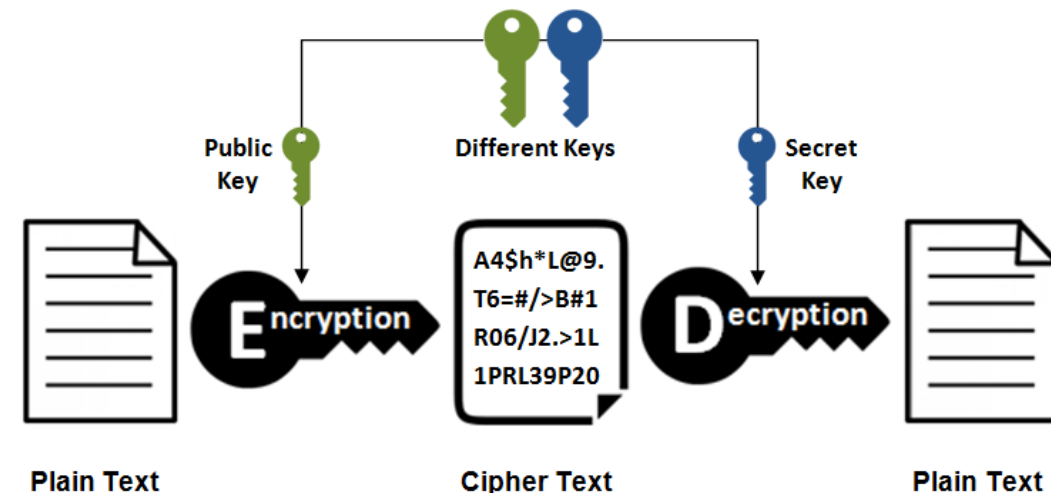 Public
Key
Different Keys
Secret
Key
Encryption
A4$h*L@9.
T6=#/>B#1
R06/J2.>1L
1PRL39P20
Decryption
Plain Text
Cipher Text
Plain Text